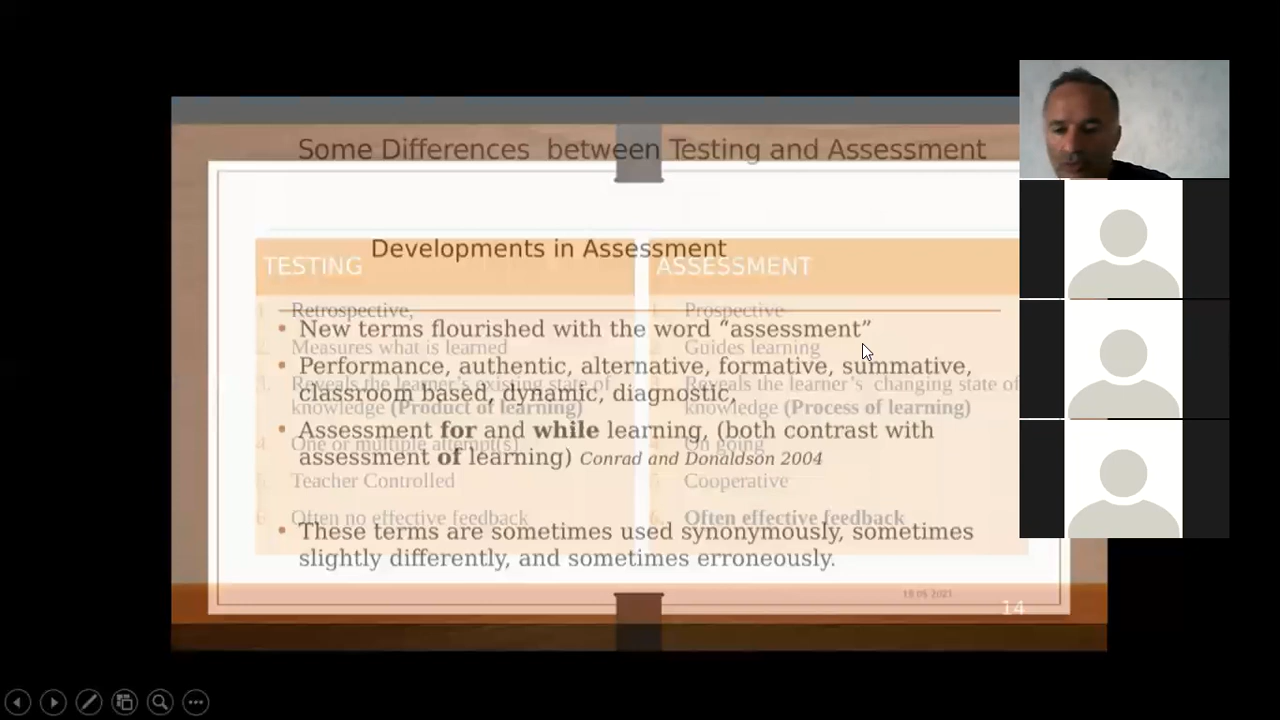 Some Differences between Testing and Assessment
Developments in Assessment
TESTING
ASSESSMENT
Retrospective,
Prospective
• New terms flourished with the word “assessment”
Measures what is learned
Guides learning
• Performance, authentic, alternative, formative, summative,
classroom based, dynamic, diagnostic,
3. Reveals the learner’s existing state of
knowledge (Product of learning)
Reveals the learner’s changing state of
knowledge (Process of learning)
• Assessment for and while learning, (both contrast with
assessment of learning) Conrad and Donaldson 2004
4. One or multiple attempt(s)
On going
Teacher Controlled
Cooperative
Often no effective feedback
Often effective feedback
• These terms are sometimes used synonymously, sometimes
slightly differently, and sometimes erroneously.
14